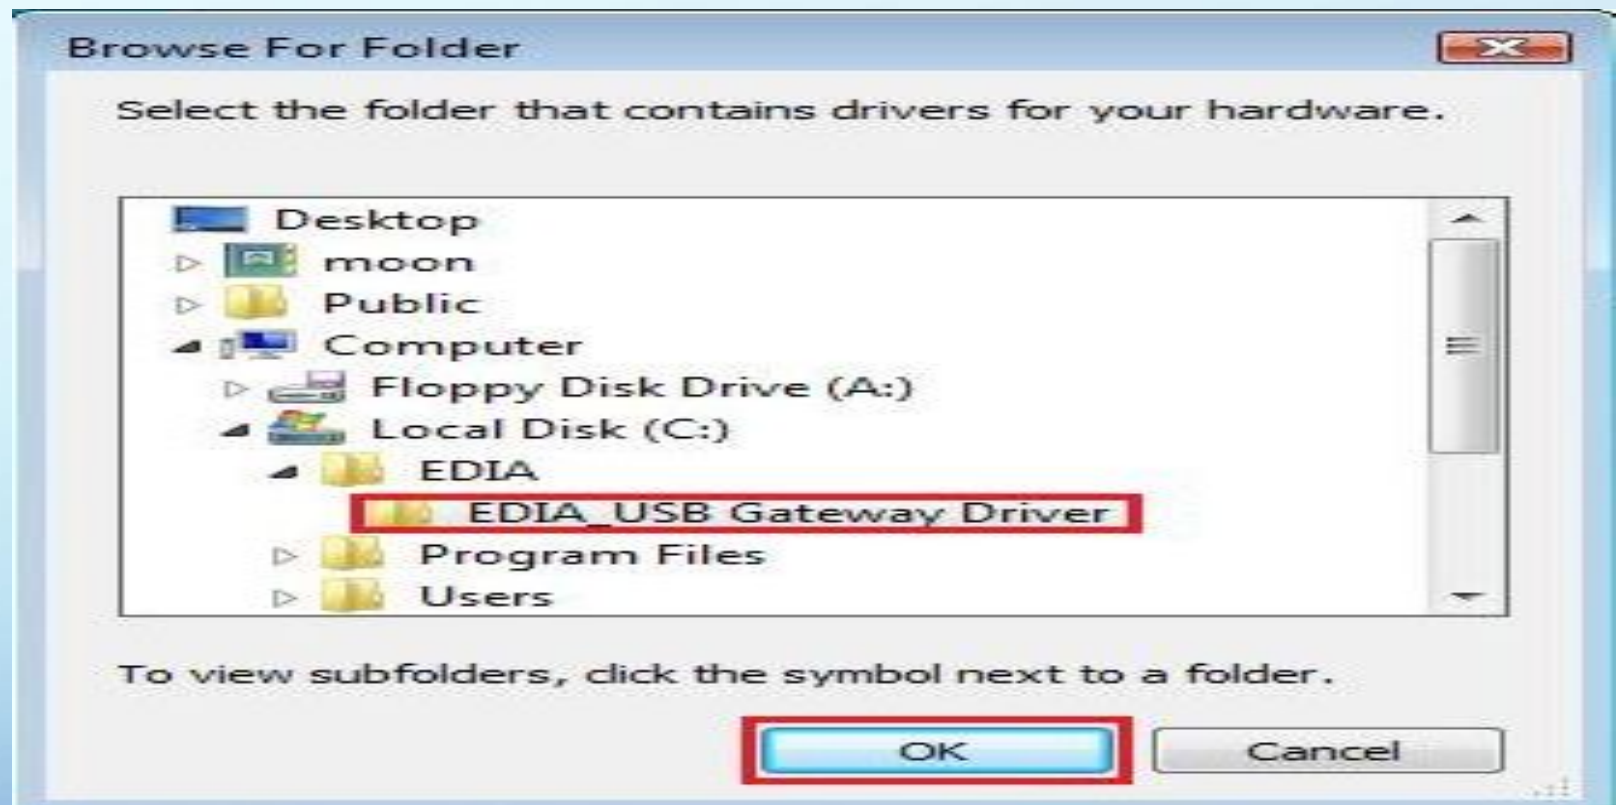 Browse For Folder
Select the folder that contains drivers for your hardware.
Desktop
moon
Public
Computer
Floppy Disk Drive (A:)
Local Disk (C:)
EDIA
EDIA_USB Gateway Driver
Program Files
Users
To view subfolders, click the symbol next to a folder.
OK Cancel